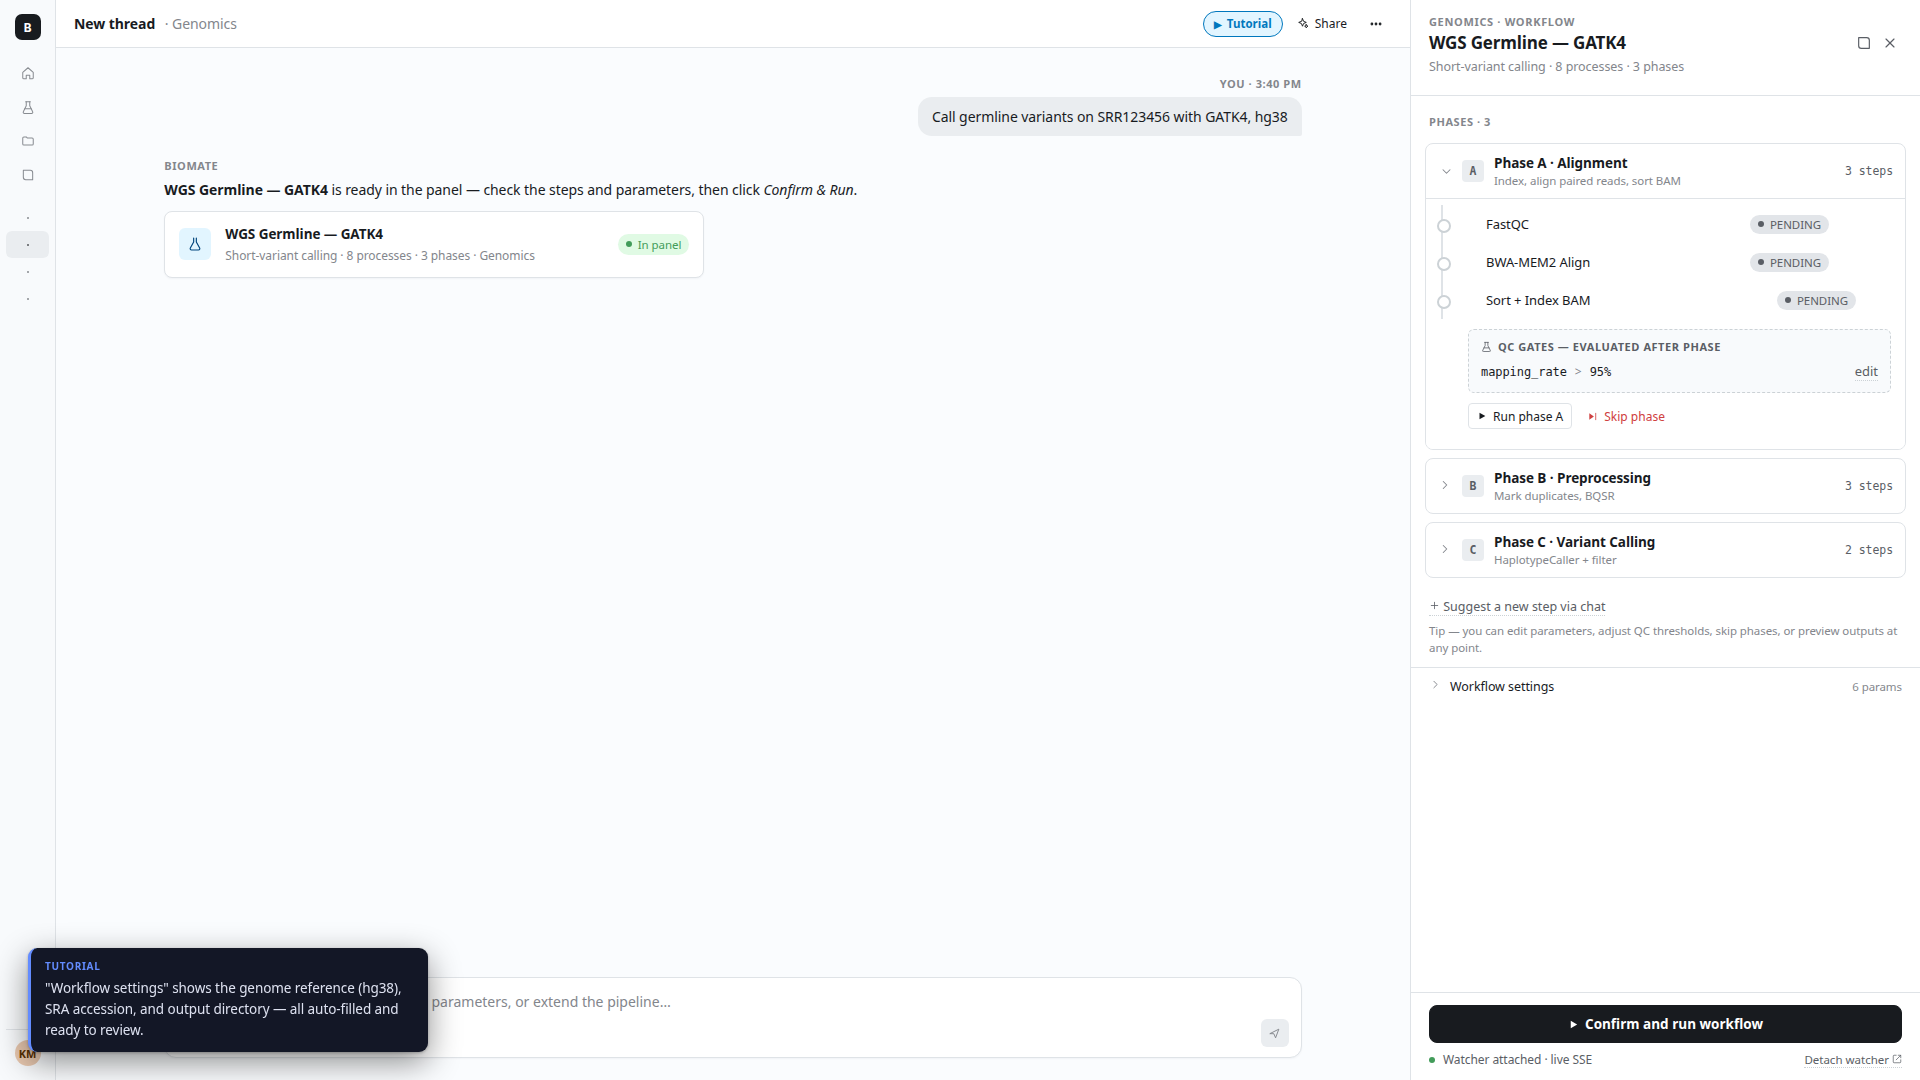 B
New thread · Genomics
▶ Tutorial
Share
YOU · 3:40 PM
Call germline variants on SRR123456 with GATK4, hg38
BIOMATE
WGS Germline — GATK4 is ready in the panel — check the steps and parameters, then click Confirm & Run.
WGS Germline — GATK4
Short-variant calling · 8 processes · 3 phases · Genomics
In panel
parameters, or extend the pipeline...
TUTORIAL
"Workflow settings" shows the genome reference (hg38),
SRA accession, and output directory — all auto-filled and
ready to review.
KM
GENOMICS · WORKFLOW
WGS Germline — GATK4
Short-variant calling · 8 processes · 3 phases
PHASES · 3
A
Phase A · Alignment
Index, align paired reads, sort BAM
3 steps
FastQC
PENDING
BWA-MEM2 Align
PENDING
Sort + Index BAM
PENDING
QC GATES — EVALUATED AFTER PHASE
mapping_rate > 95%
edit
Run phase A
Skip phase
B
Phase B · Preprocessing
Mark duplicates, BQSR
3 steps
C
Phase C · Variant Calling
HaplotypeCaller + filter
2 steps
+ Suggest a new step via chat
Tip — you can edit parameters, adjust QC thresholds, skip phases, or preview outputs at
any point.
Workflow settings
6 params
Confirm and run workflow
Watcher attached · live SSE
Detach watcher